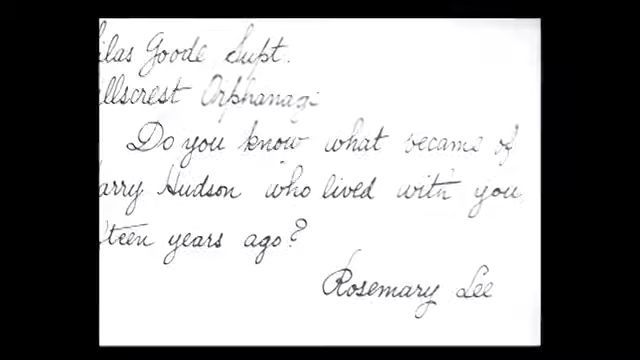 ilas Goode Supt.
llscrest Orphanage
Do you know what became of
arry Hudson who lived with you
teen years ago?
Rosemary Lee